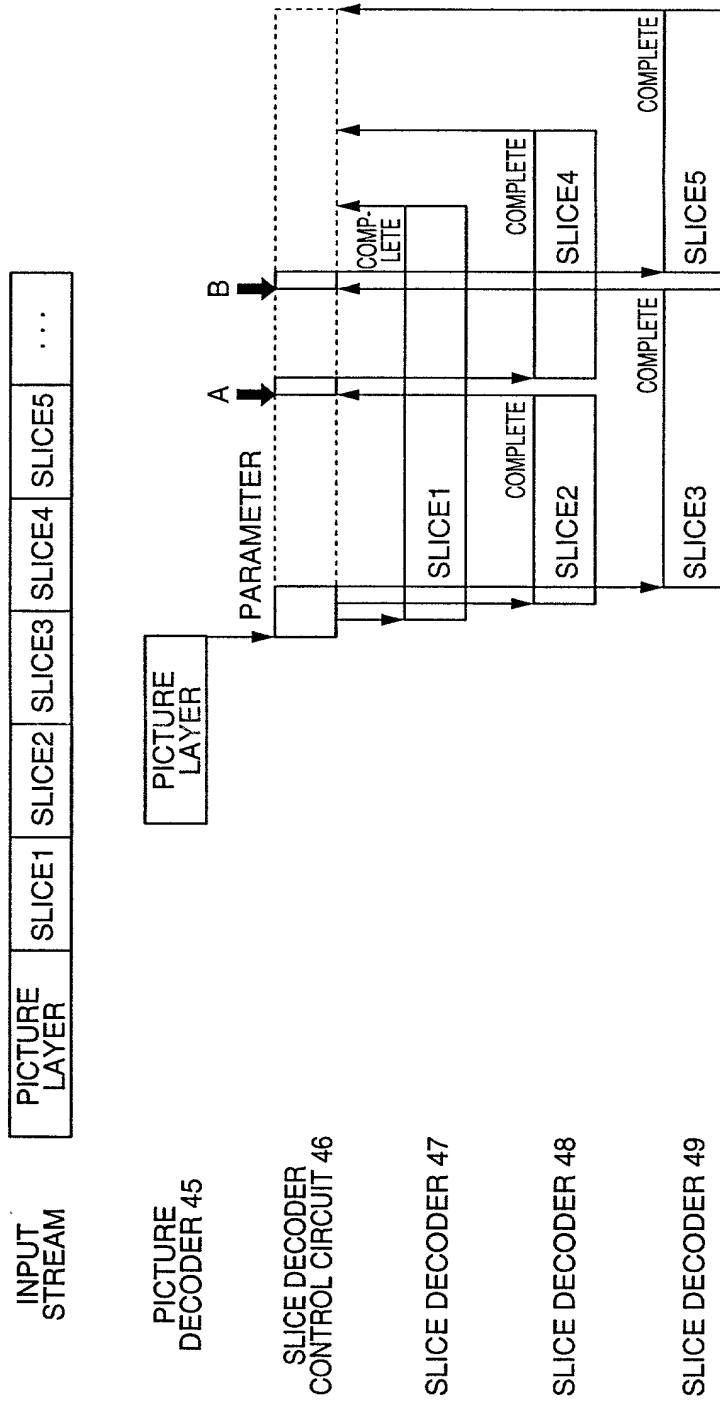 INPUT
STREAM
PICTURE
LAYER
SLICE1
SLICE2
SLICE3
SLICE4
SLICE5
...
PICTURE
DECODER 45
PICTURE
LAYER
SLICE DECODER
CONTROL CIRCUIT 46
PARAMETER
A
B
SLICE DECODER 47
SLICE1
COMP-
LETE
SLICE DECODER 48
SLICE2
COMPLETE
SLICE4
COMPLETE
SLICE DECODER 49
SLICE3
COMPLETE
SLICE5
COMPLETE